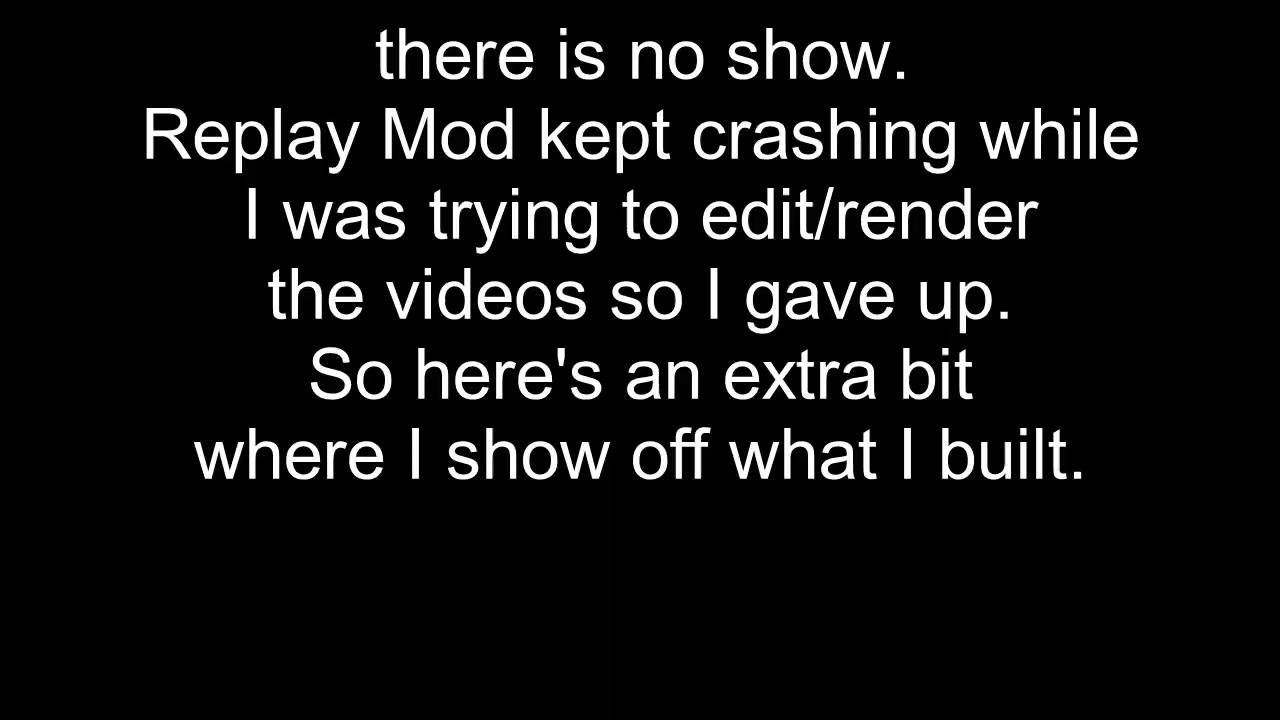 there is no show.
Replay Mod kept crashing while
I was trying to edit/render
the videos so I gave up.
So here's an extra bit
where I show off what I built.